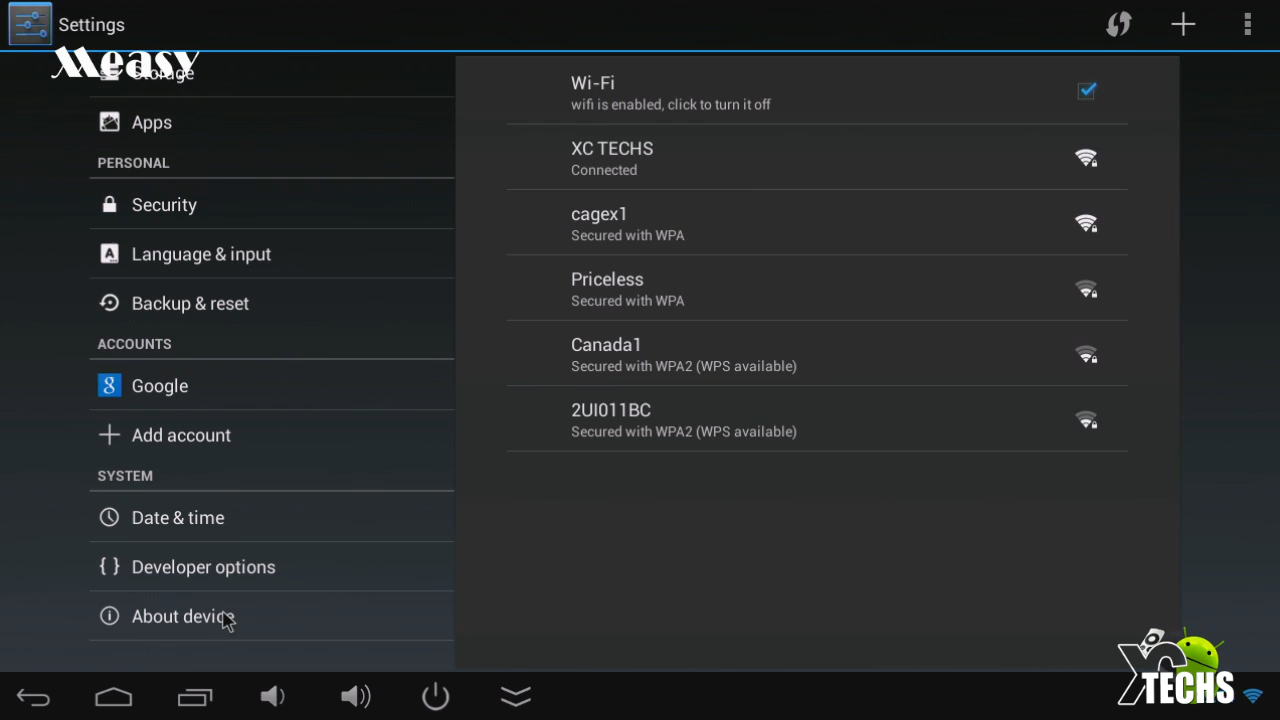 Settings
Measy
Storage
Apps
PERSONAL
Security
Language & input
Backup & reset
ACCOUNTS
Google
Add account
SYSTEM
Date & time
Developer options
About device
Wi-Fi
wifi is enabled, click to turn it off
XC TECHS
Connected
cagex1
Secured with WPA
Priceless
Secured with WPA
Canada1
Secured with WPA2 (WPS available)
2UI011BC
Secured with WPA2 (WPS available)
XC
TECHS